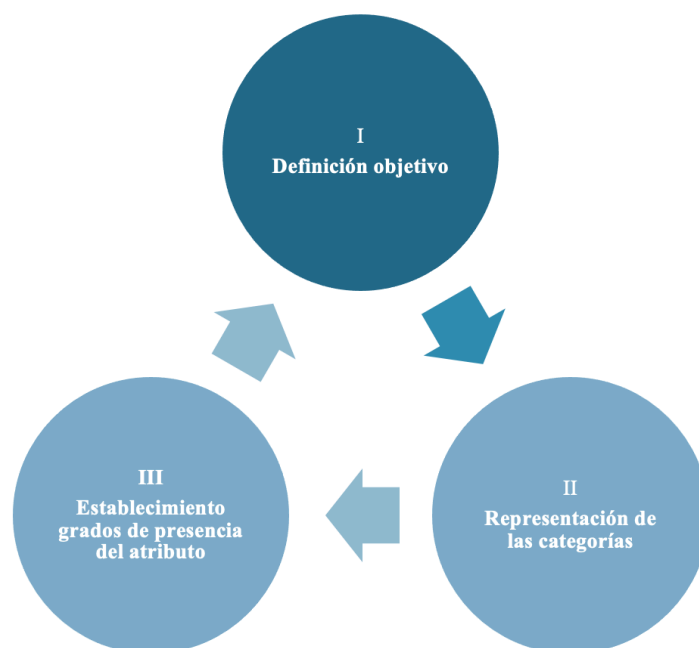 I
Definición objetivo
II
Representación de
las categorías
III
Establecimiento
grados de presencia
del atributo